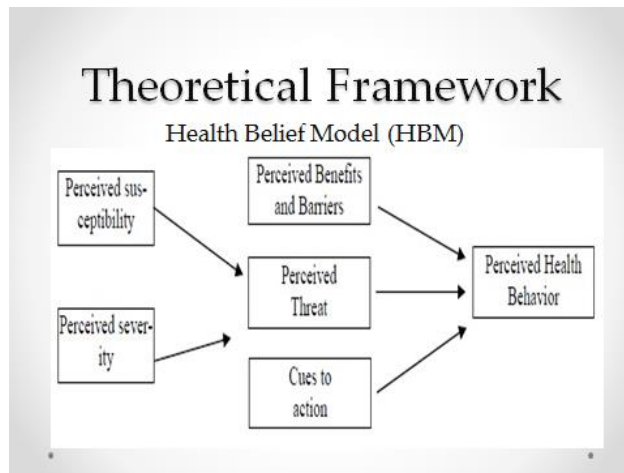 Theoretical Framework
Health Belief Model (HBM)
Perceived sus-
ceptibility
Perceived sever-
ity
Perceived Benefits
and Barriers
Perceived
Threat
Cues to
action
Perceived Health
Behavior